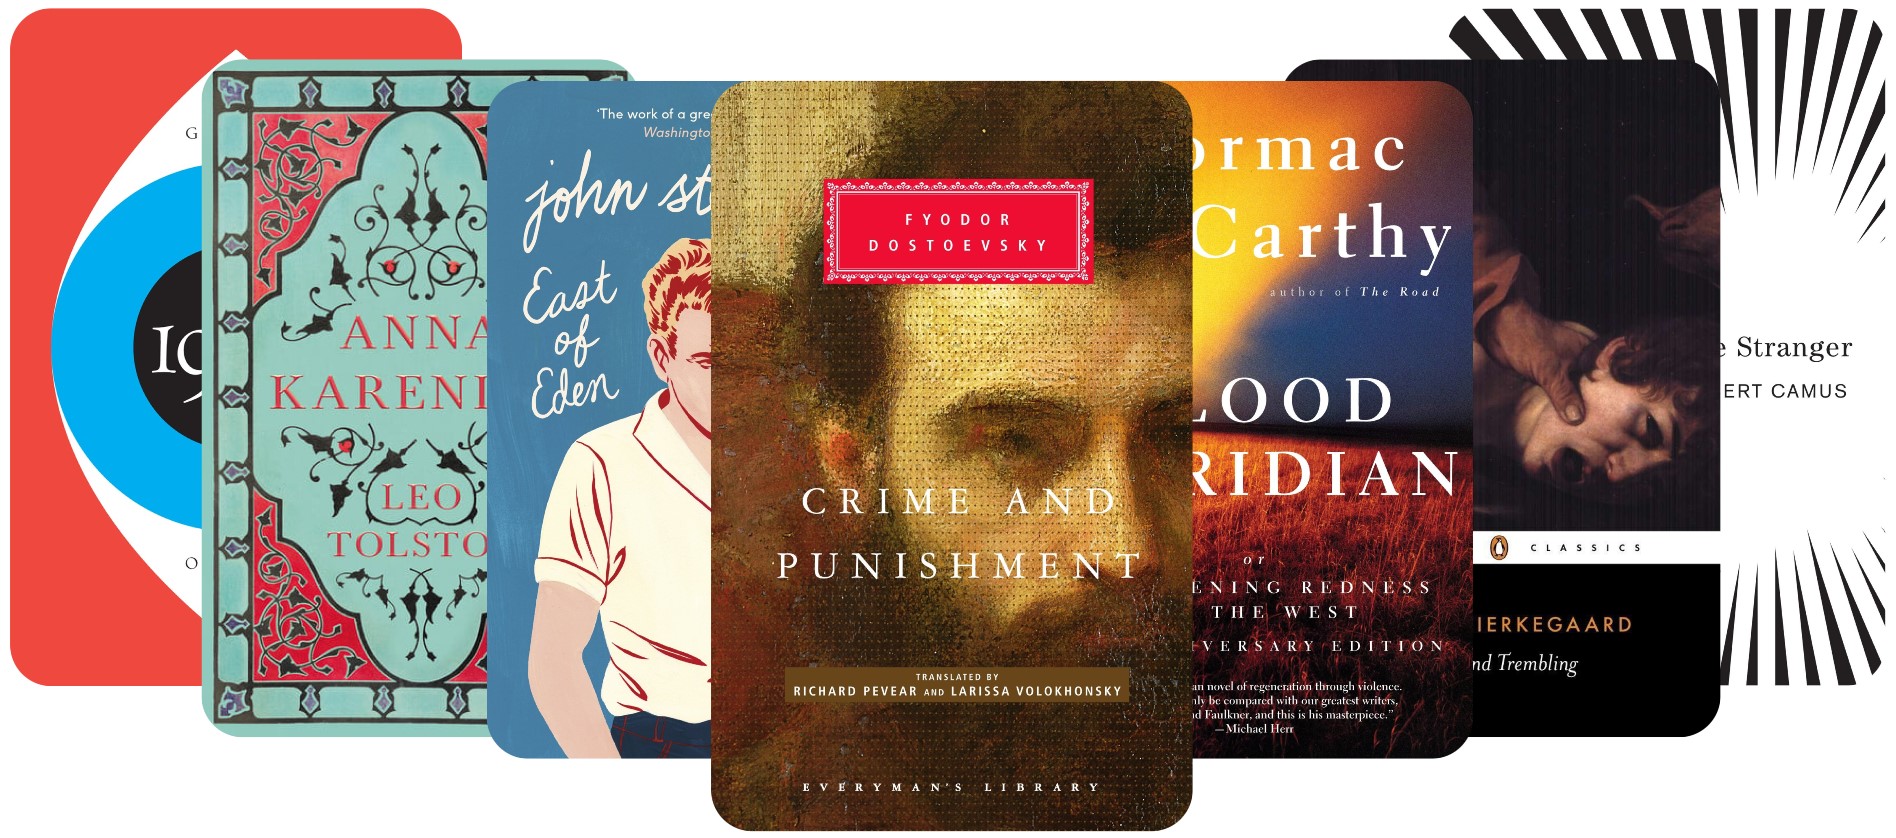 G
19
O
ANNA
KARENI
LEO
TOLSTO
'The work of a gre
Washingto
john st
East
of
Eden
FYODOR
DOSTOEVSKY
CRIME AND
PUNISHMENT
TRANSLATED BY
RICHARD PEVEAR AND LARISSA VOLOKHONSKY
EVERYMAN'S LIBRARY
ormac
Carthy
author of The Road
LOOD
RIDIAN
or
ENING REDNESS
THE WEST
VERSARY EDITION
an novel of regeneration through violence.
nly be compared with our greatest writers,
nd Faulkner, and this is his masterpiece."
—Michael Herr
CLASSICS
IERKEGAARD
nd Trembling
e Stranger
ERT CAMUS